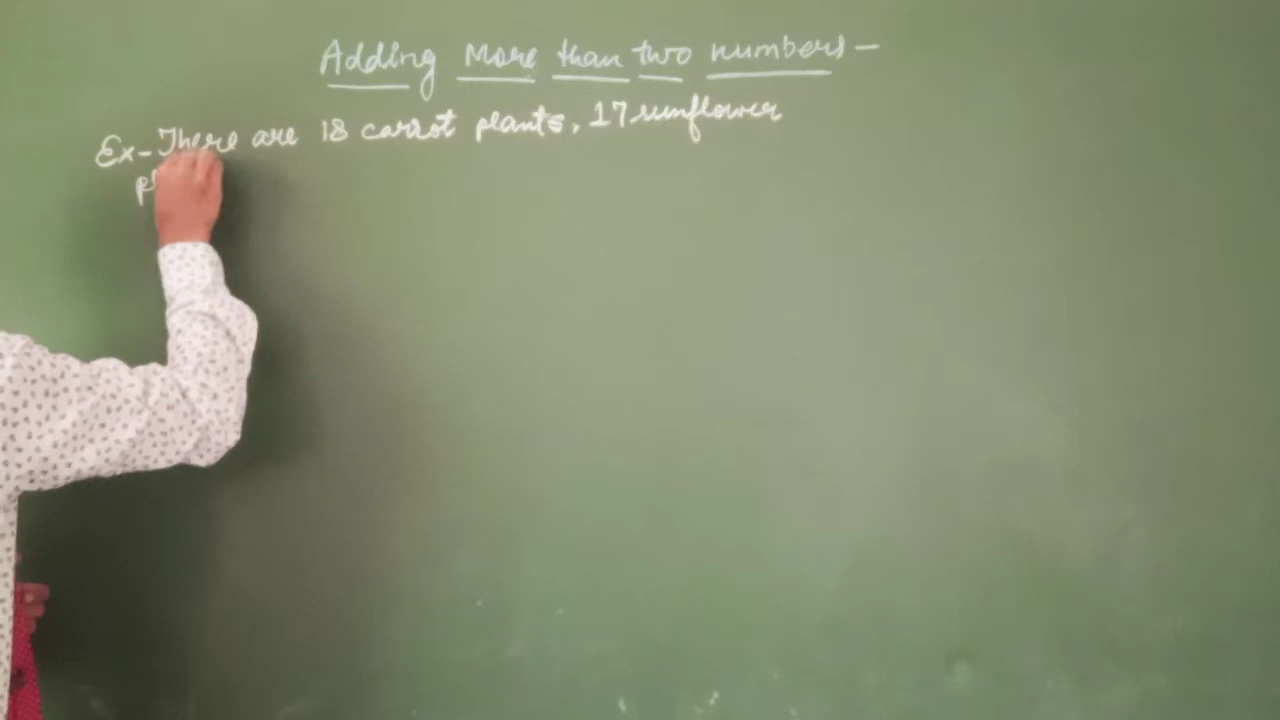 Adding More than two numbers-
Ex- There are 18 carrot plants, 17 sunflower